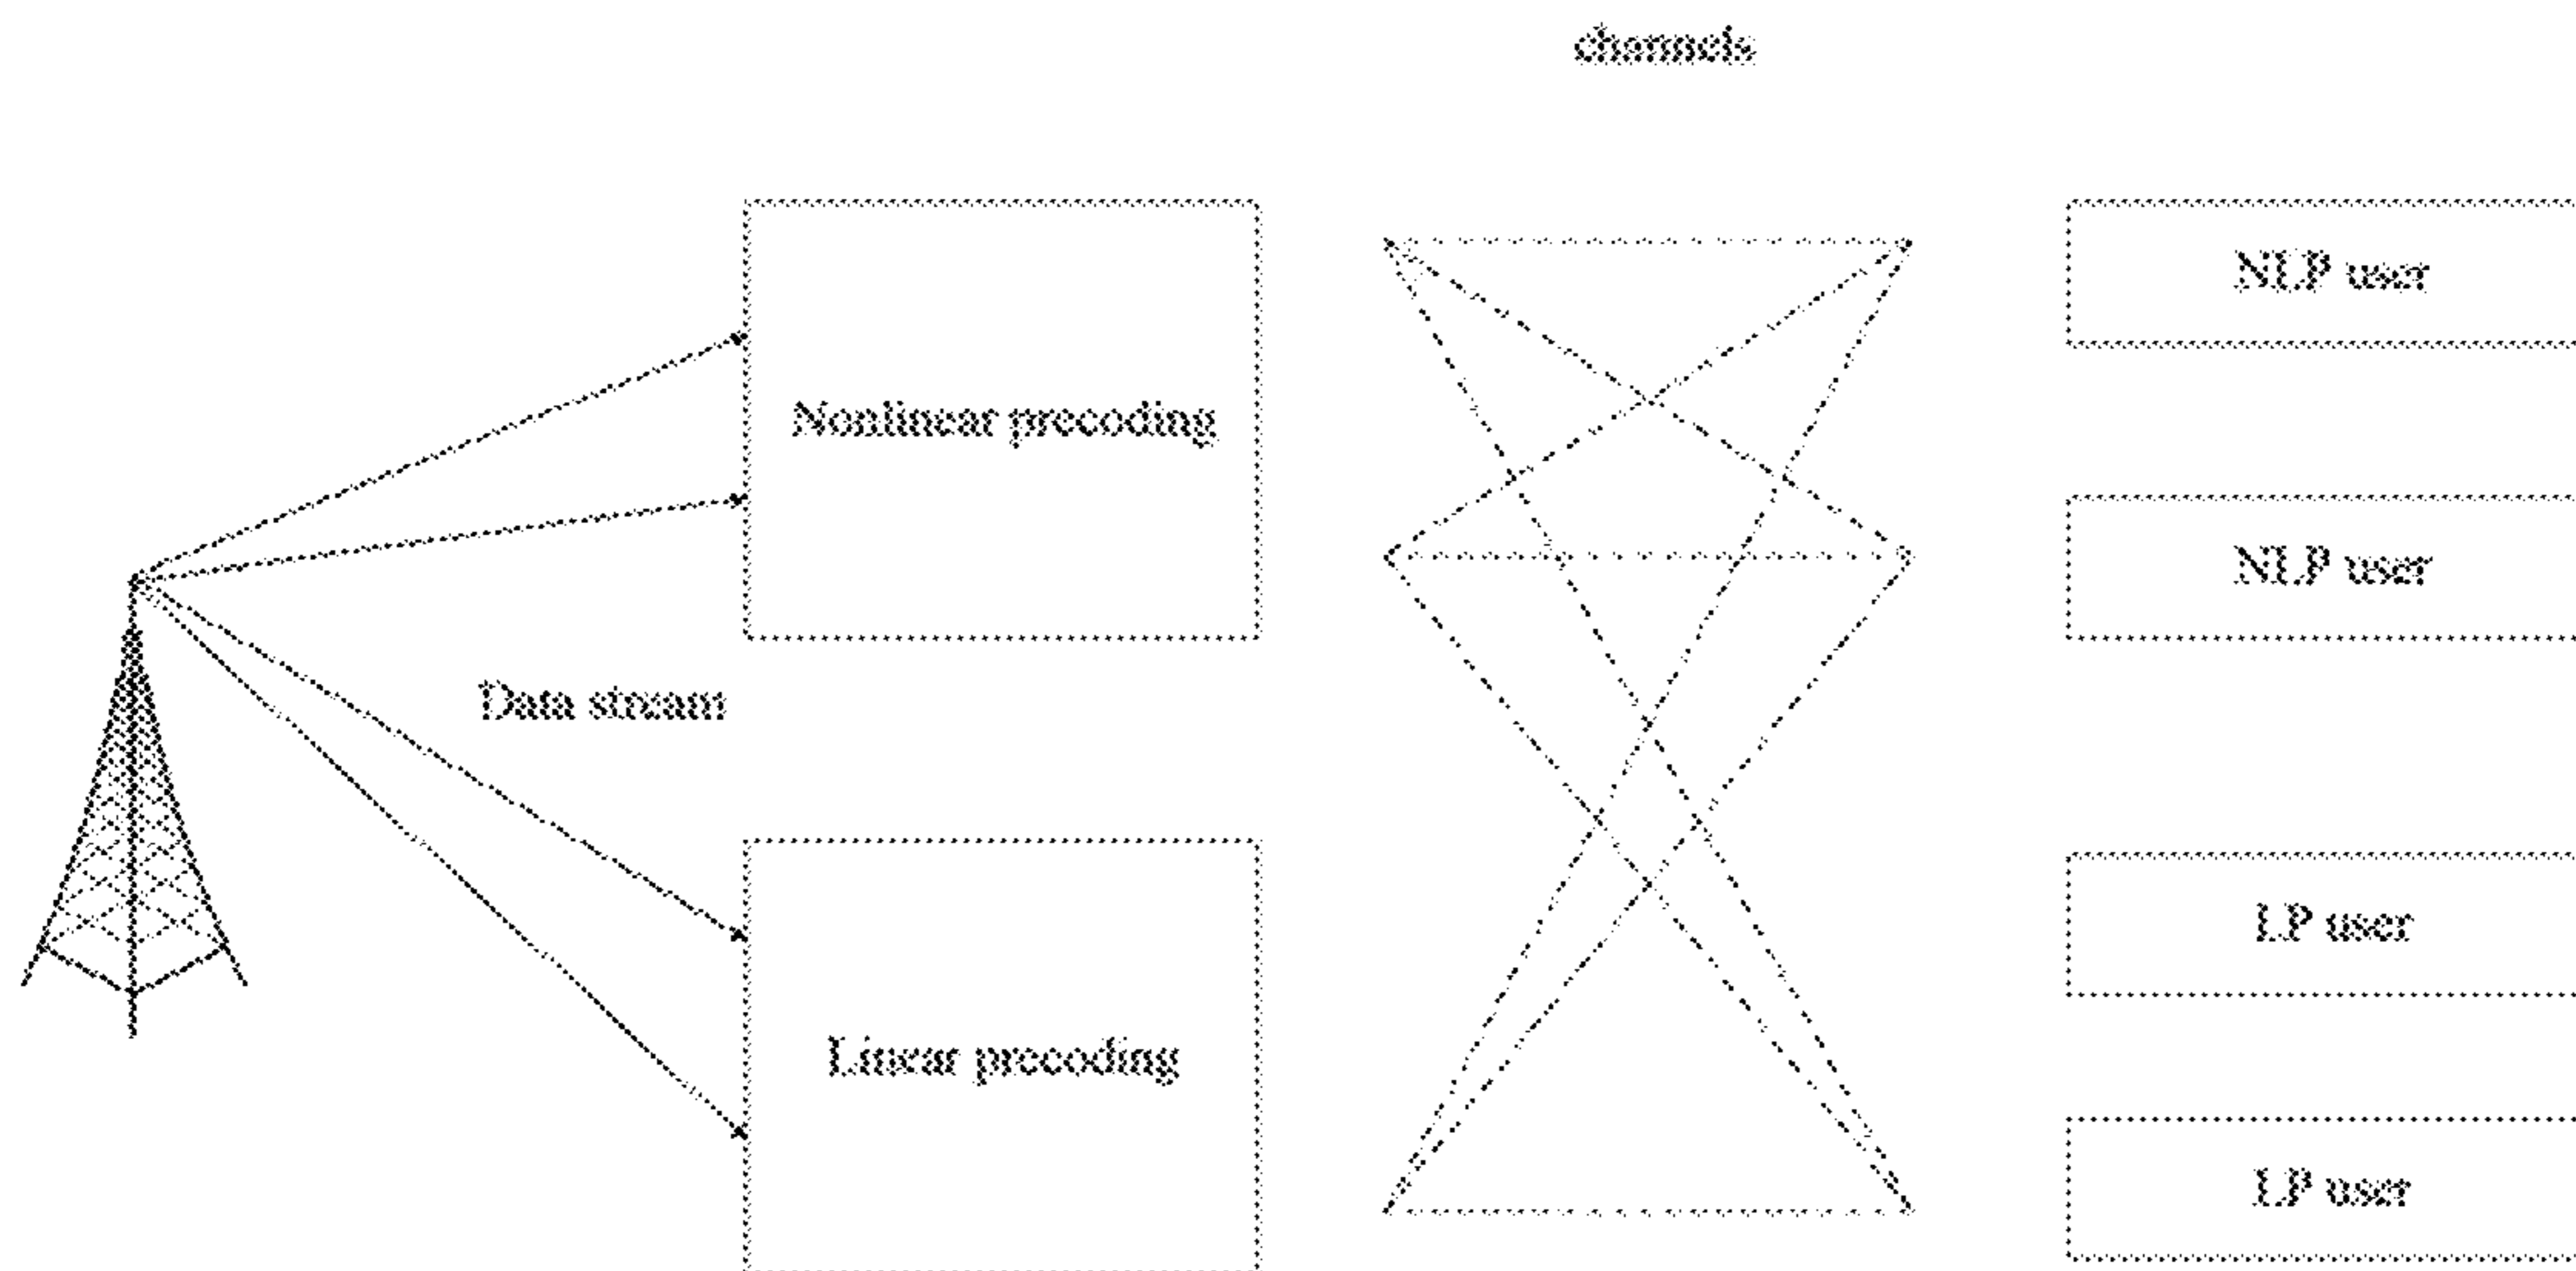 channels
NLP user
Nonlinear precoding
NLP user
Data stream
LP user
Linear precoding
LP user